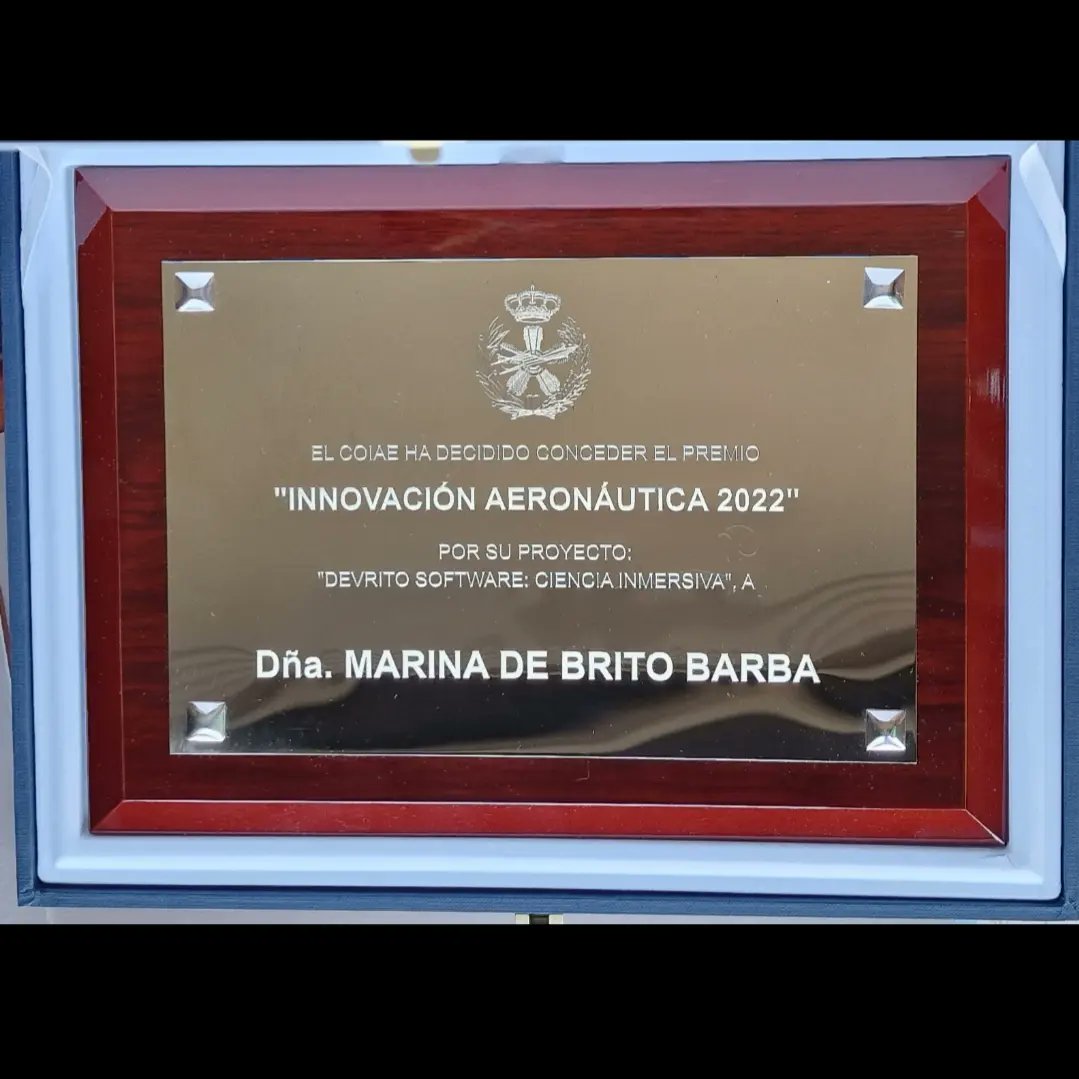 EL COIAE HA DECIDIDO CONCEDER EL PREMIO
"INNOVACIÓN AERONÁUTICA 2022"
POR SU PROYECTO:
"DEVRITO SOFTWARE: CIENCIA INMERSIVA", A
Dña. MARINA DE BRITO BARBA